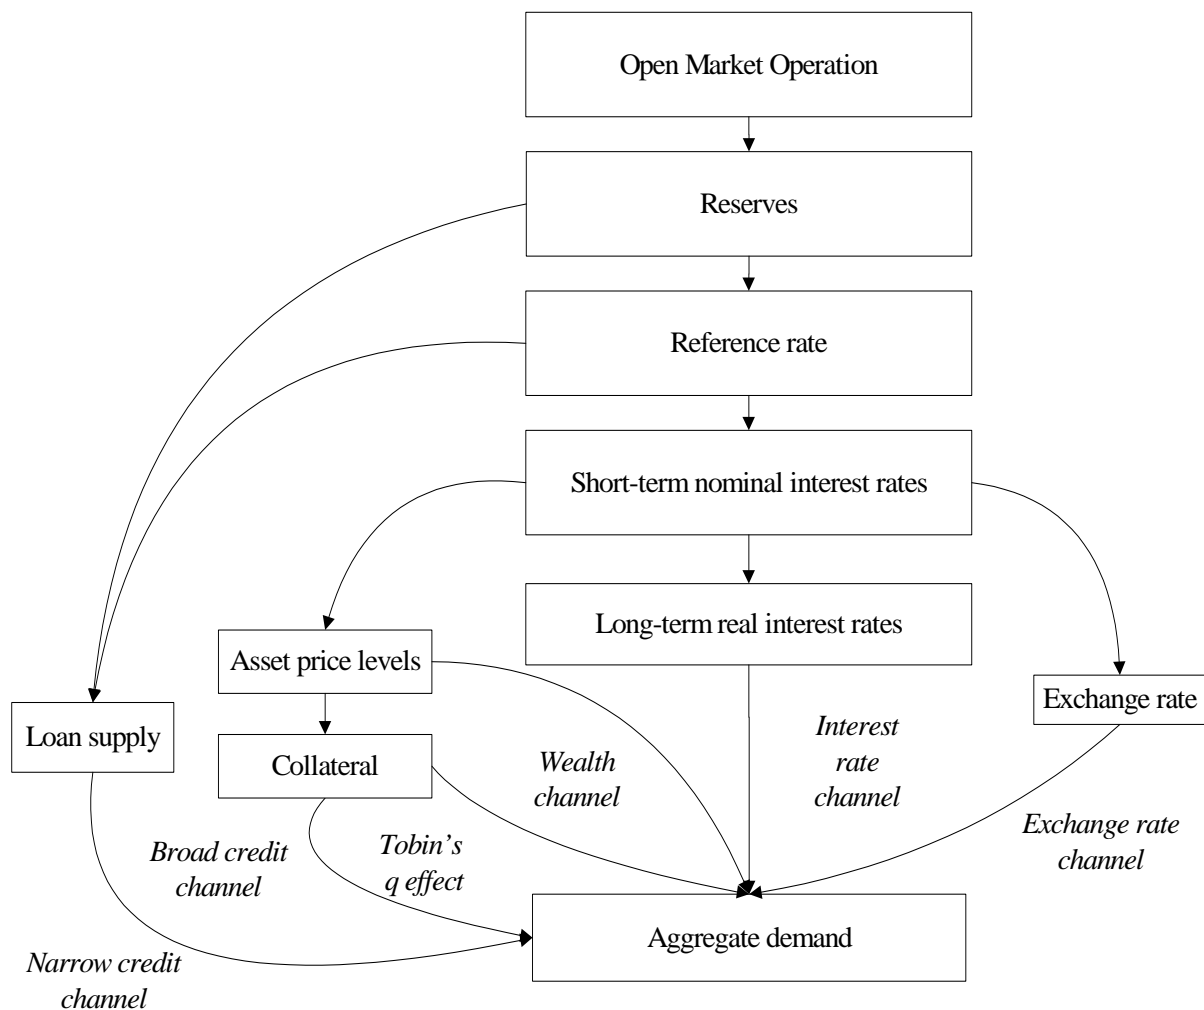 Open Market Operation
Reserves
Reference rate
Short-term nominal interest rates
Long-term real interest rates
Asset price levels
Exchange rate
Loan supply
Collateral
Wealth
channel
Interest
rate
channel
Exchange rate
channel
Broad credit
channel
Tobin’s
q effect
Aggregate demand
Narrow credit
channel